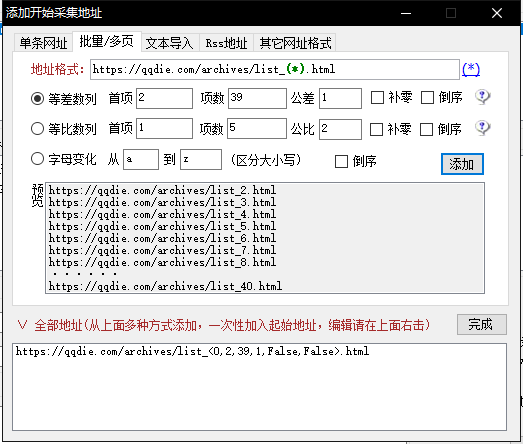 添加开始采集地址
单条网址 批量/多页 文本导入 Rss地址 其它网址格式
地址格式: https://qqdie.com/archives/list_(*).html (*)
等差数列 首项 2 项数 39 公差 1 补零 倒序
等比数列 首项 1 项数 5 公比 2 补零 倒序
字母变化 从 a 到 z (区分大小写) 倒序 添加
预览
https://qqdie.com/archives/list_2.html
https://qqdie.com/archives/list_3.html
https://qqdie.com/archives/list_4.html
https://qqdie.com/archives/list_5.html
https://qqdie.com/archives/list_6.html
https://qqdie.com/archives/list_7.html
https://qqdie.com/archives/list_8.html
······
https://qqdie.com/archives/list_40.html
∨ 全部地址(从上面多种方式添加，一次性加入起始地址，编辑请在上面右击) 完成
https://qqdie.com/archives/list_<0,2,39,1,False,False>.html